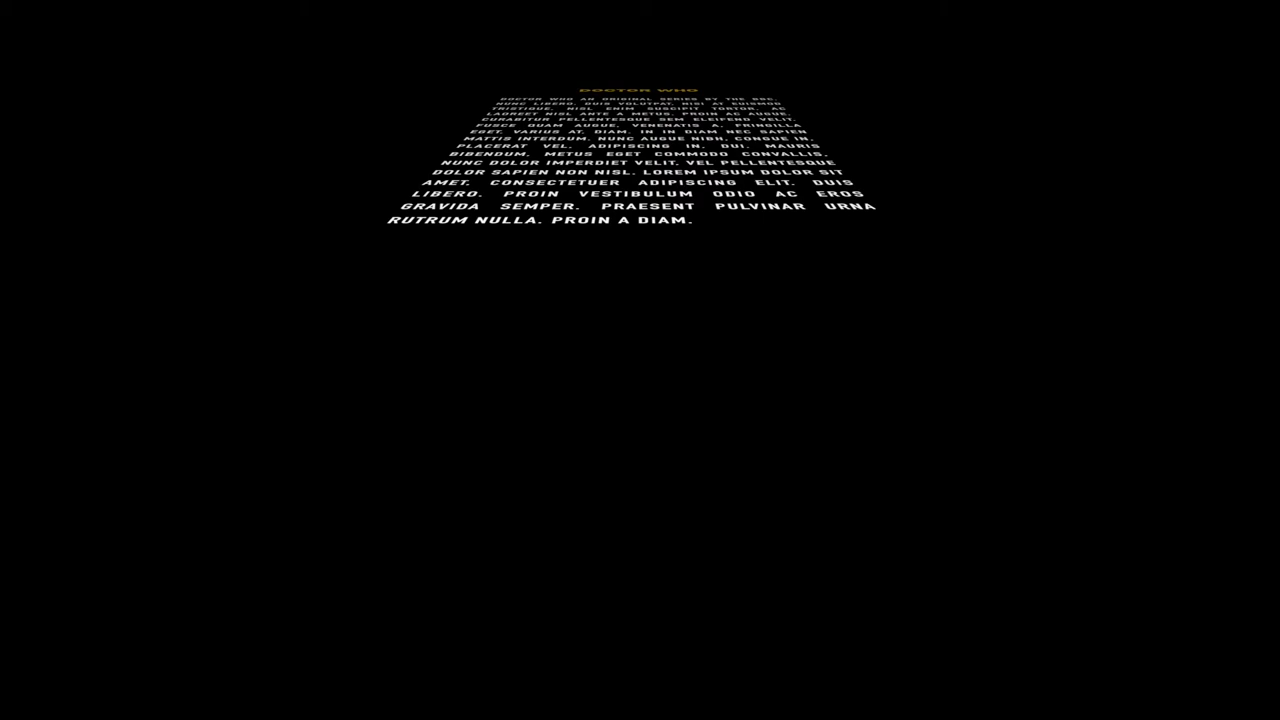 DOCTOR WHO
DOCTOR WHO AN ORIGINAL SERIES BY THE BBC.
NUNC LIBERO. DUIS VOLUTPAT, NISI AT EUISMOD
TRISTIQUE, NISL ENIM SUSCIPIT TORTOR, AC
LAOREET NISL ANTE A METUS. PROIN AC AUGUE.
CURABITUR PELLENTESQUE SEM ELEIFEND VELIT.
FUSCE QUAM AUGUE, VENENATIS A, FRINGILLA
EGET, VARIUS AT, DIAM. IN IN DIAM NEC SAPIEN
MATTIS INTERDUM. NUNC AUGUE NIBH, CONGUE IN,
PLACERAT VEL, ADIPISCING IN, DUI. MAURIS
BIBENDUM, METUS EGET COMMODO CONVALLIS,
NUNC DOLOR IMPERDIET VELIT, VEL PELLENTESQUE
DOLOR SAPIEN NON NISL. LOREM IPSUM DOLOR SIT
AMET, CONSECTETUER ADIPISCING ELIT. DUIS
LIBERO. PROIN VESTIBULUM ODIO AC EROS
GRAVIDA SEMPER. PRAESENT PULVINAR URNA
RUTRUM NULLA. PROIN A DIAM.